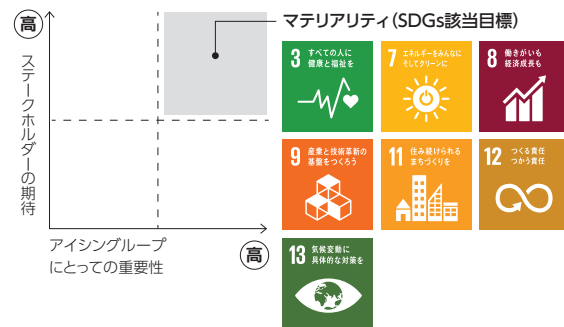 高
ステークホルダーの期待
アイシングループ
にとっての重要性
高
マテリアリティ(SDGs該当目標)
3 すべての人に
健康と福祉を
7 エネルギーをみんなに
そしてクリーンに
8 働きがいも
経済成長も
9 産業と技術革新の
基盤をつくろう
11 住み続けられる
まちづくりを
12 つくる責任
つかう責任
13 気候変動に
具体的な対策を